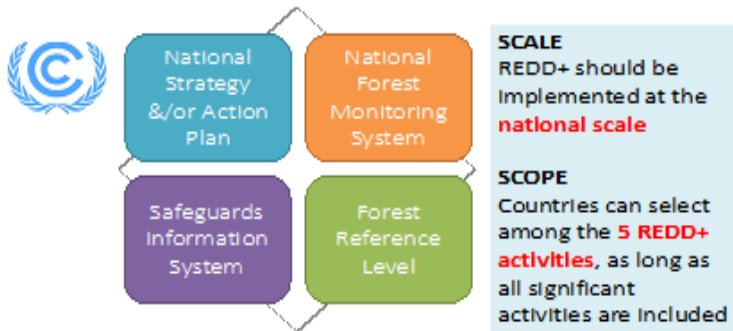 National
Strategy
&/or Action
Plan
National
Forest
Monitoring
System
Safeguards
Information
System
Forest
Reference
Level
SCALE
REDD+ should be
implemented at the
national scale
SCOPE
Countries can select
among the 5 REDD+
activities, as long as
all significant
activities are included